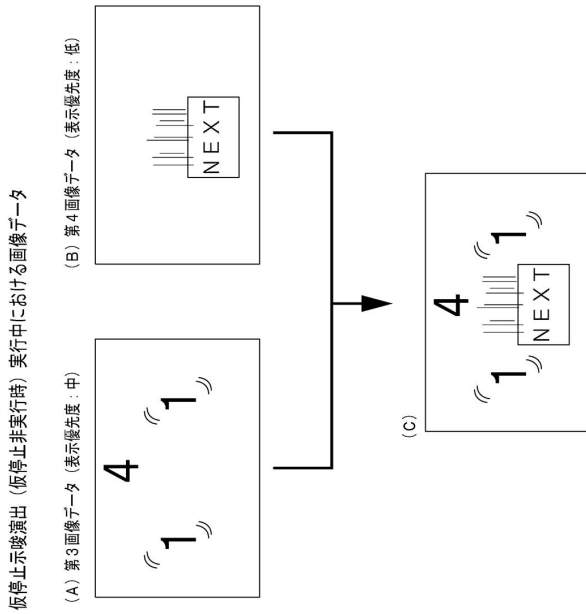 仮停止示唆演出（仮停止非実行時）実行中における画像データ
(A) 第3画像データ（表示優先度：中）
4
1 1
(B) 第4画像データ（表示優先度：低）
NEXT
(C)
4
1 1
NEXT